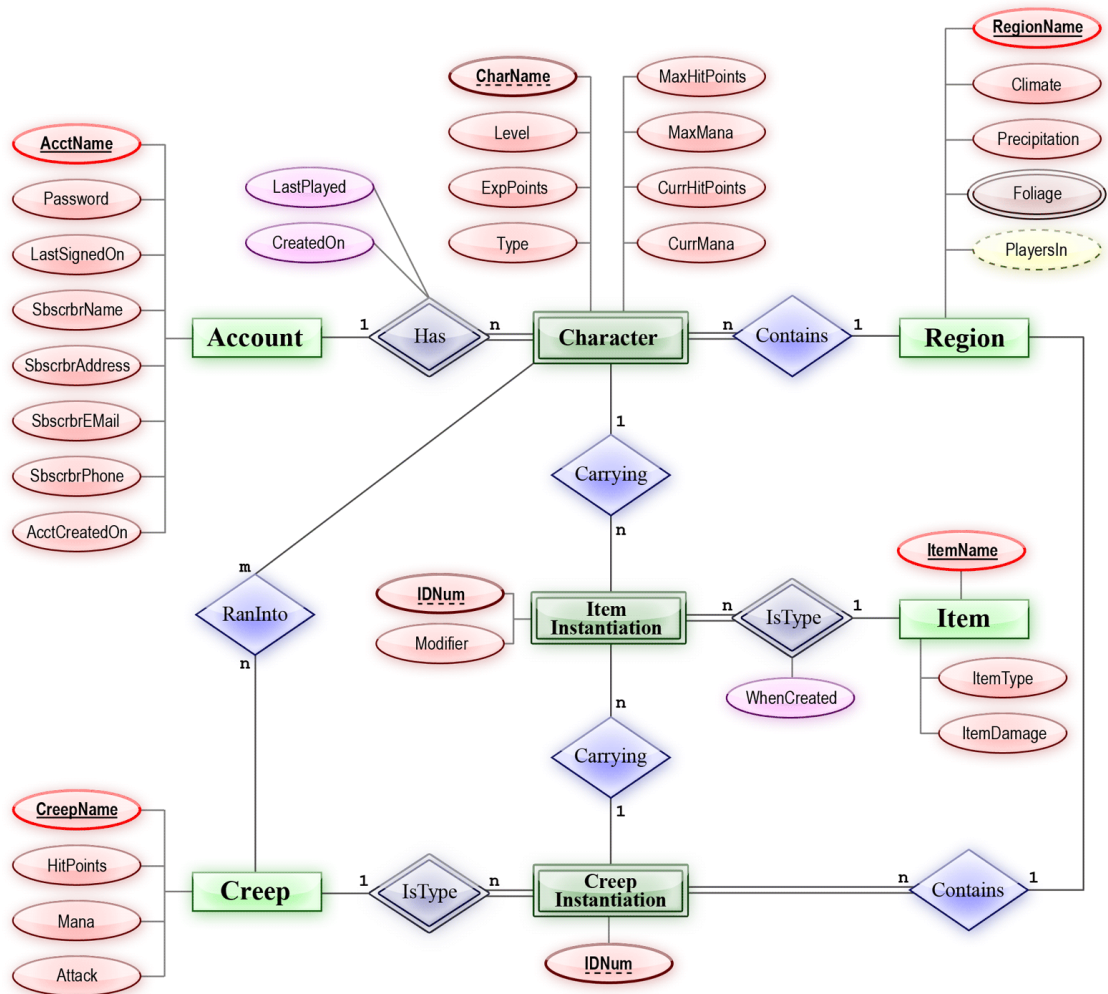 RegionName
CharName
MaxHitPoints
Climate
Level
MaxMana
AcctName
Precipitation
LastPlayed
ExpPoints
CurrHitPoints
Password
Foliage
CreatedOn
Type
CurrMana
LastSignedOn
PlayersIn
SbscrbrName
Account
1
Has
n
Character
n
Contains
1
Region
SbscrbrAddress
SbscrbrEMail
1
SbscrbrPhone
Carrying
AcctCreatedOn
n
ItemName
m
IDNum
RanInto
Item
Instantiation
n
IsType
1
Item
Modifier
n
ItemType
n
WhenCreated
ItemDamage
Carrying
CreepName
1
HitPoints
Creep
1
IsType
n
Creep
Instantiation
n
Contains
1
Mana
IDNum
Attack